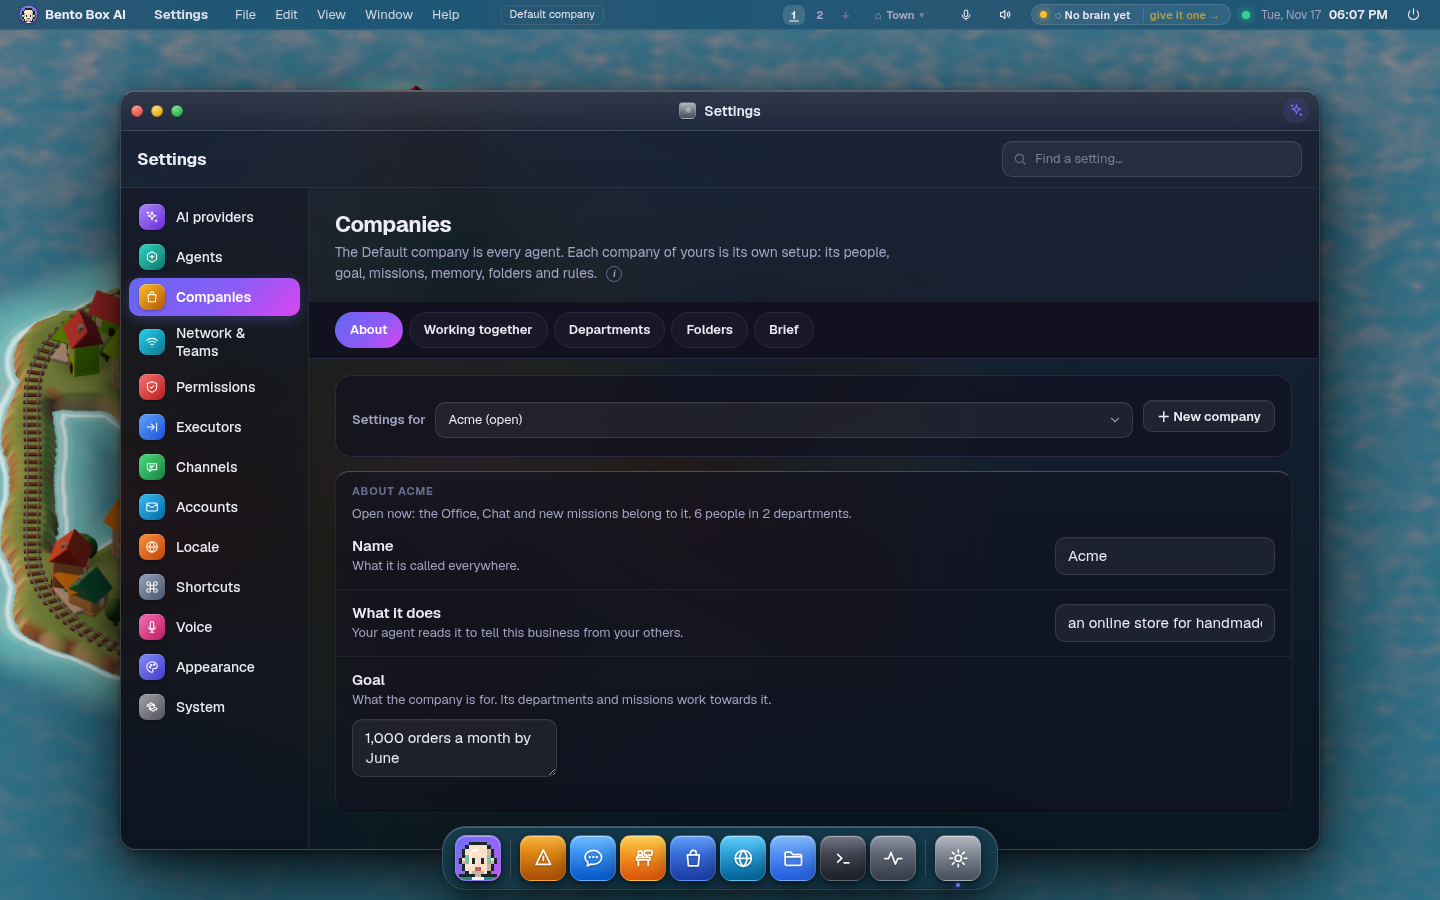 Bento Box AI Settings File Edit View Window Help Default company 1 2 + Town No brain yet give it one → Tue, Nov 17 06:07 PM
Settings
Settings
Find a setting...
AI providers
Agents
Companies
Network &
Teams
Permissions
Executors
Channels
Accounts
Locale
Shortcuts
Voice
Appearance
System
Companies
The Default company is every agent. Each company of yours is its own setup: its people,
goal, missions, memory, folders and rules. i
About Working together Departments Folders Brief
Settings for Acme (open) + New company
ABOUT ACME
Open now: the Office, Chat and new missions belong to it. 6 people in 2 departments.
Name
What it is called everywhere.
Acme
What it does
Your agent reads it to tell this business from your others.
an online store for handmade
Goal
What the company is for. Its departments and missions work towards it.
1,000 orders a month by
June